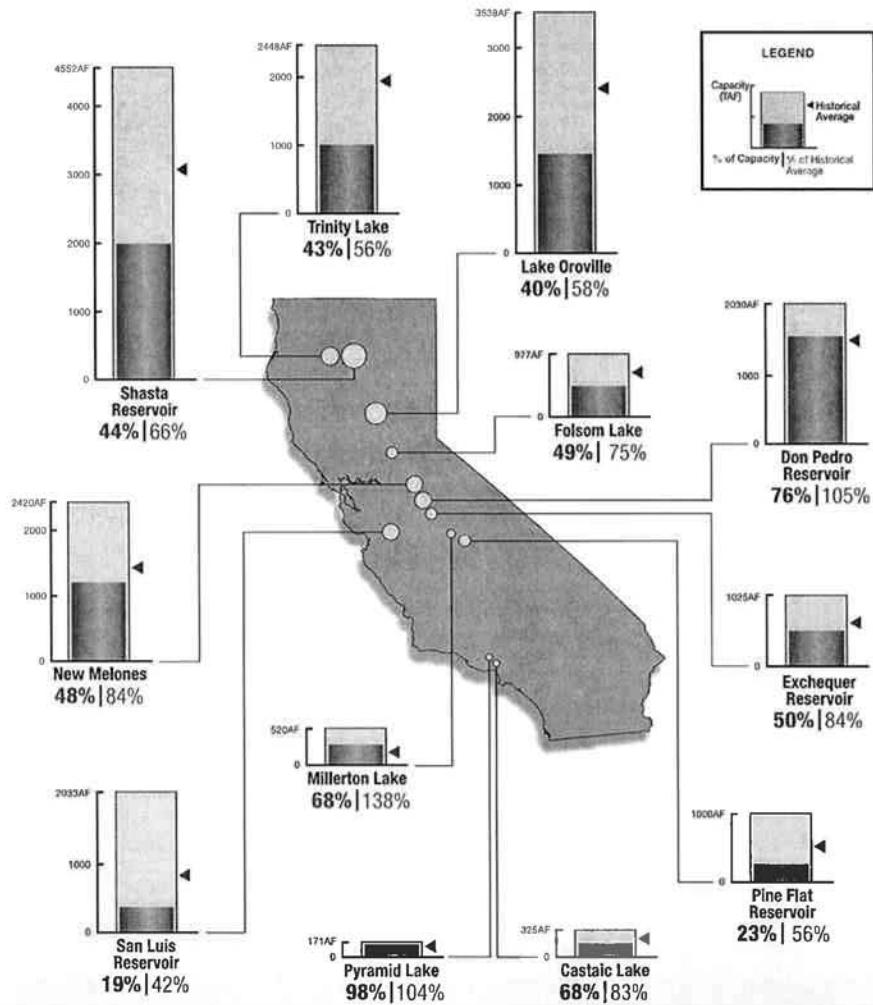 4552AF
4000
3000
2000
1000
0
Shasta
Reservoir
44%|66%
2448AF
2000
1000
0
Trinity Lake
43%|56%
3538AF
3000
2000
1000
0
Lake Oroville
40%|58%
LEGEND
Capacity
(TAF)
Historical
Average
% of Capacity | % of Historical
Average
977AF
0
Folsom Lake
49%|75%
2030AF
1000
0
Don Pedro
Reservoir
76%|105%
2420AF
2000
1000
0
New Melones
48%|84%
1025AF
0
Exchequer
Reservoir
50%|84%
520AF
0
Millerton Lake
68%|138%
2033AF
1000
0
San Luis
Reservoir
19%|42%
171AF
0
Pyramid Lake
98%|104%
325AF
0
Castaic Lake
68%|83%
1000AF
0
Pine Flat
Reservoir
23%|56%